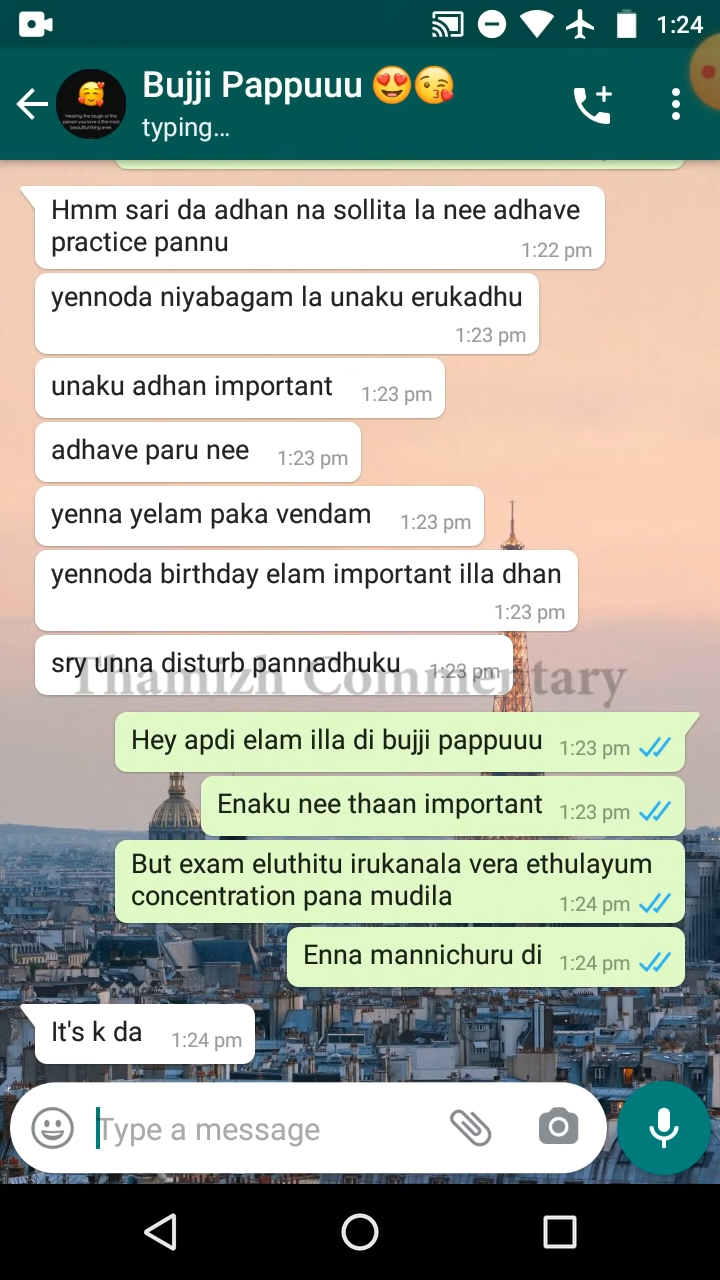 1:24
Bujji Pappuuu 😍😘
typing...
Hmm sari da adhan na sollita la nee adhave
practice pannu
1:22 pm
yennoda niyabagam la unaku erukadhu
1:23 pm
unaku adhan important 1:23 pm
adhave paru nee 1:23 pm
yenna yelam paka vendam 1:23 pm
yennoda birthday elam important illa dhan
1:23 pm
sry unna disturb pannadhuku 1:23 pm
Thamizh Commentary
Hey apdi elam illa di bujji pappuuu 1:23 pm
Enaku nee thaan important 1:23 pm
But exam eluthitu irukanala vera ethulayum
concentration pana mudila 1:24 pm
Enna mannichuru di 1:24 pm
It's k da 1:24 pm
Type a message